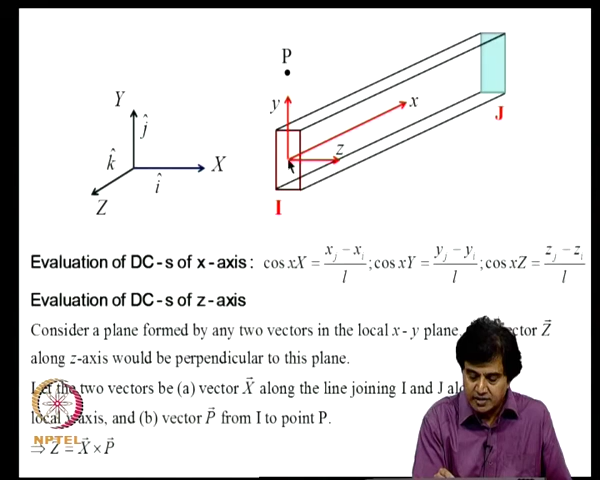 P
Y
y
x
ĵ
J
k̂
X
z
î
Z
I
Evaluation of DC-s of x-axis: cos xX = (x_j − x_i)/l ; cos xY = (y_j − y_i)/l ; cos xZ = (z_j − z_i)/l
Evaluation of DC-s of z-axis
Consider a plane formed by any two vectors in the local x-y plane. Z⃗
along z-axis would be perpendicular to this plane.
Let the two vectors be (a) vector X⃗ along the line joining I and J
local axis, and (b) vector P⃗ from I to point P.
⇒ Z⃗ = X⃗ × P⃗
NPTEL